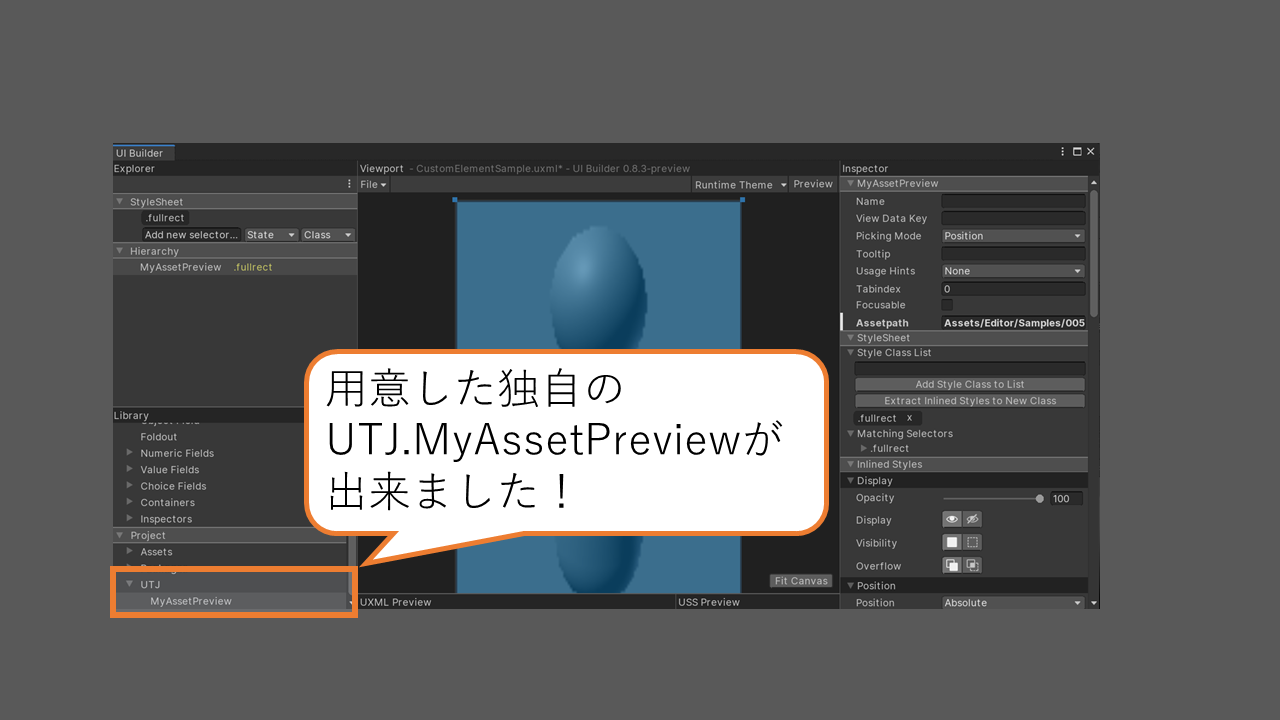 UI Builder
Explorer
StyleSheet
.fullrect
Add new selector... State Class
Hierarchy
MyAssetPreview .fullrect
Library
Foldout
Numeric Fields
Value Fields
Choice Fields
Containers
Inspectors
Project
Assets
UTJ
MyAssetPreview
Viewport - CustomElementSample.uxml* - UI Builder 0.8.3-preview
File Runtime Theme Preview
用意した独自の
UTJ.MyAssetPreviewが
出来ました！
Fit Canvas
UXML Preview USS Preview
Inspector
MyAssetPreview
Name
View Data Key
Picking Mode Position
Tooltip
Usage Hints None
Tabindex 0
Focusable
Assetpath Assets/Editor/Samples/005
StyleSheet
Style Class List
Add Style Class to List
Extract Inlined Styles to New Class
.fullrect x
Matching Selectors
.fullrect
Inlined Styles
Display
Opacity 100
Display
Visibility
Overflow
Position
Position Absolute